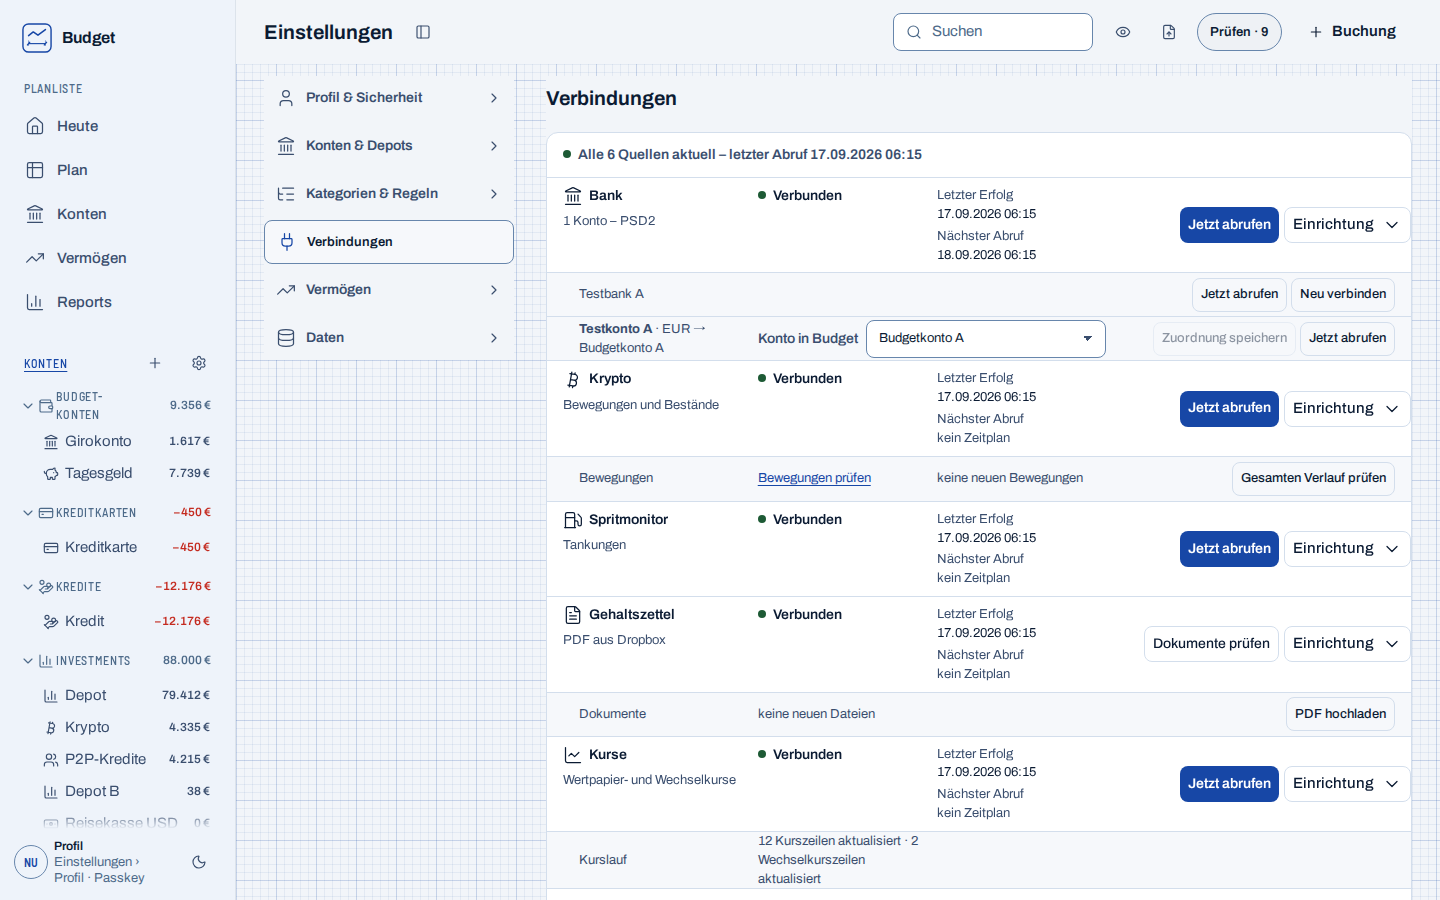 Budget
PLANLISTE
Heute
Plan
Konten
Vermögen
Reports
KONTEN
BUDGET-
KONTEN
9.356 €
Girokonto 1.617 €
Tagesgeld 7.739 €
KREDITKARTEN −450 €
Kreditkarte −450 €
KREDITE −12.176 €
Kredit −12.176 €
INVESTMENTS 88.000 €
Depot 79.412 €
Krypto 4.335 €
P2P-Kredite 4.215 €
Depot B 38 €
Reisekasse USD 0 €
NU
Profil
Einstellungen ›
Profil · Passkey
Einstellungen
Suchen
Prüfen · 9
Buchung
Profil & Sicherheit
Konten & Depots
Kategorien & Regeln
Verbindungen
Vermögen
Daten
Verbindungen
Alle 6 Quellen aktuell – letzter Abruf 17.09.2026 06:15
Bank
1 Konto – PSD2
Verbunden
Letzter Erfolg
17.09.2026 06:15
Nächster Abruf
18.09.2026 06:15
Jetzt abrufen
Einrichtung
Testbank A
Jetzt abrufen
Neu verbinden
Testkonto A · EUR →
Budgetkonto A
Konto in Budget
Budgetkonto A
Zuordnung speichern
Jetzt abrufen
Krypto
Bewegungen und Bestände
Verbunden
Letzter Erfolg
17.09.2026 06:15
Nächster Abruf
kein Zeitplan
Jetzt abrufen
Einrichtung
Bewegungen
Bewegungen prüfen
keine neuen Bewegungen
Gesamten Verlauf prüfen
Spritmonitor
Tankungen
Verbunden
Letzter Erfolg
17.09.2026 06:15
Nächster Abruf
kein Zeitplan
Jetzt abrufen
Einrichtung
Gehaltszettel
PDF aus Dropbox
Verbunden
Letzter Erfolg
17.09.2026 06:15
Nächster Abruf
kein Zeitplan
Dokumente prüfen
Einrichtung
Dokumente
keine neuen Dateien
PDF hochladen
Kurse
Wertpapier- und Wechselkurse
Verbunden
Letzter Erfolg
17.09.2026 06:15
Nächster Abruf
kein Zeitplan
Jetzt abrufen
Einrichtung
Kurslauf
12 Kurszeilen aktualisiert · 2
Wechselkurszeilen
aktualisiert